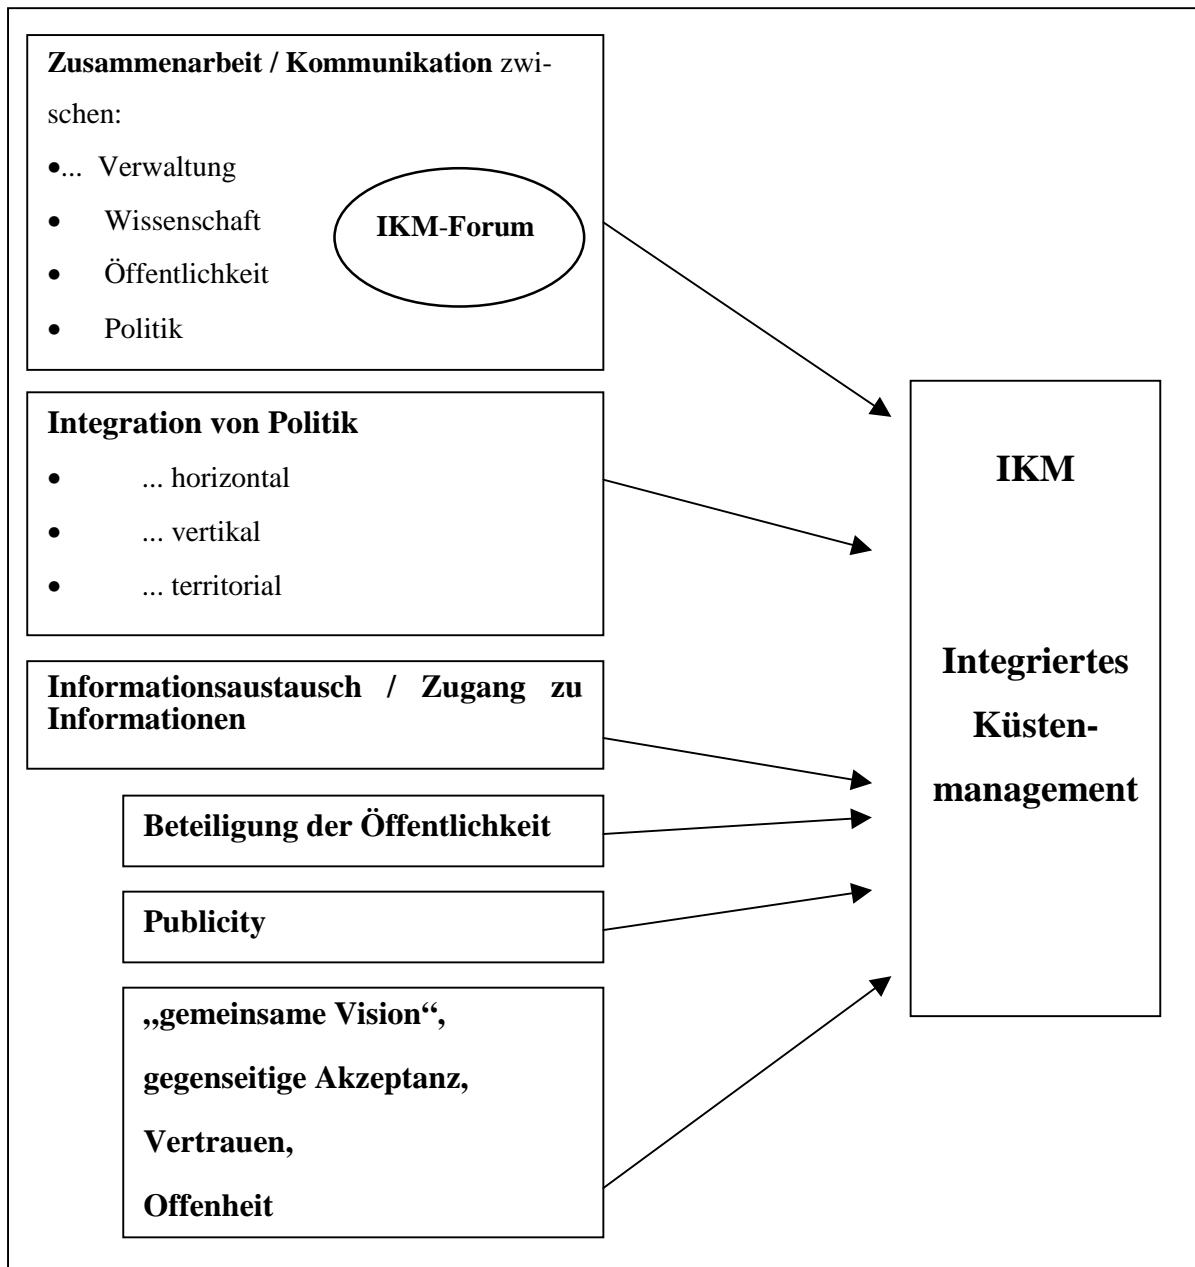 Zusammenarbeit / Kommunikation zwi-
schen:
•... Verwaltung
• Wissenschaft
• Öffentlichkeit
• Politik
IKM-Forum
Integration von Politik
• ... horizontal
• ... vertikal
• ... territorial
Informationsaustausch / Zugang zu
Informationen
Beteiligung der Öffentlichkeit
Publicity
„gemeinsame Vision“,
gegenseitige Akzeptanz,
Vertrauen,
Offenheit
IKM
Integriertes
Küsten-
management